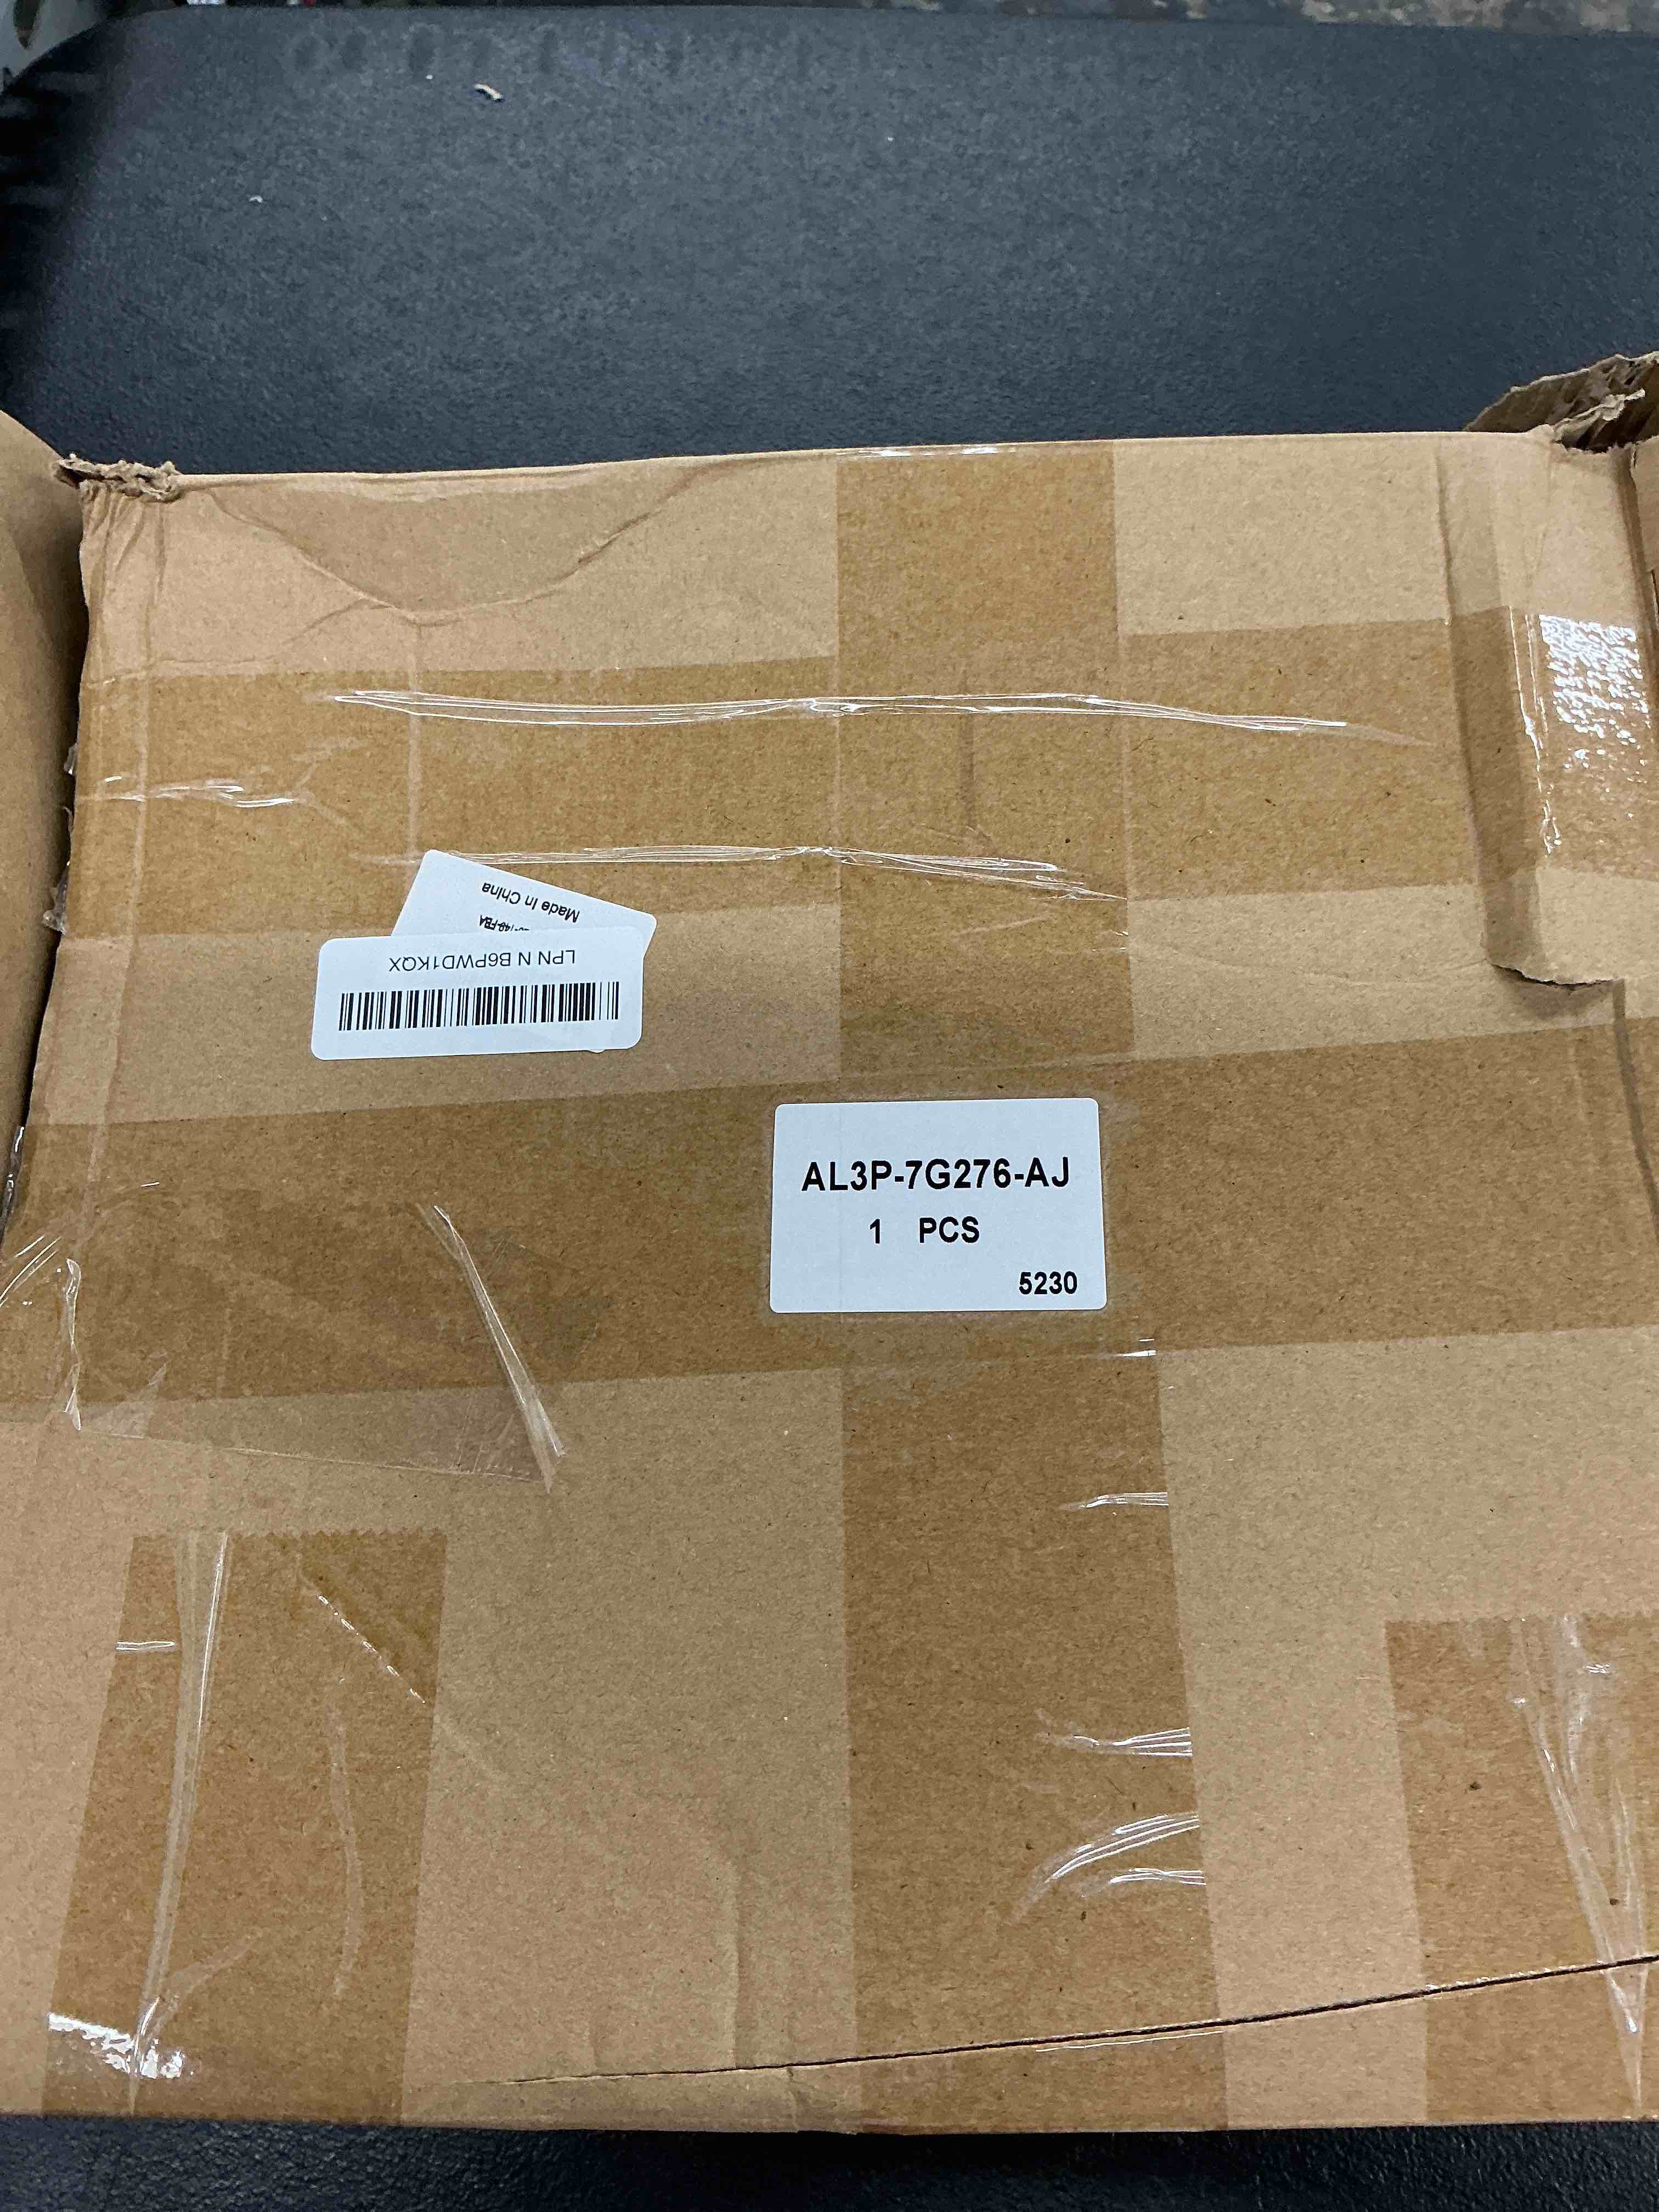 Made In China
LPN N B6PWD1KQX
AL3P-7G276-AJ
1 PCS
5230